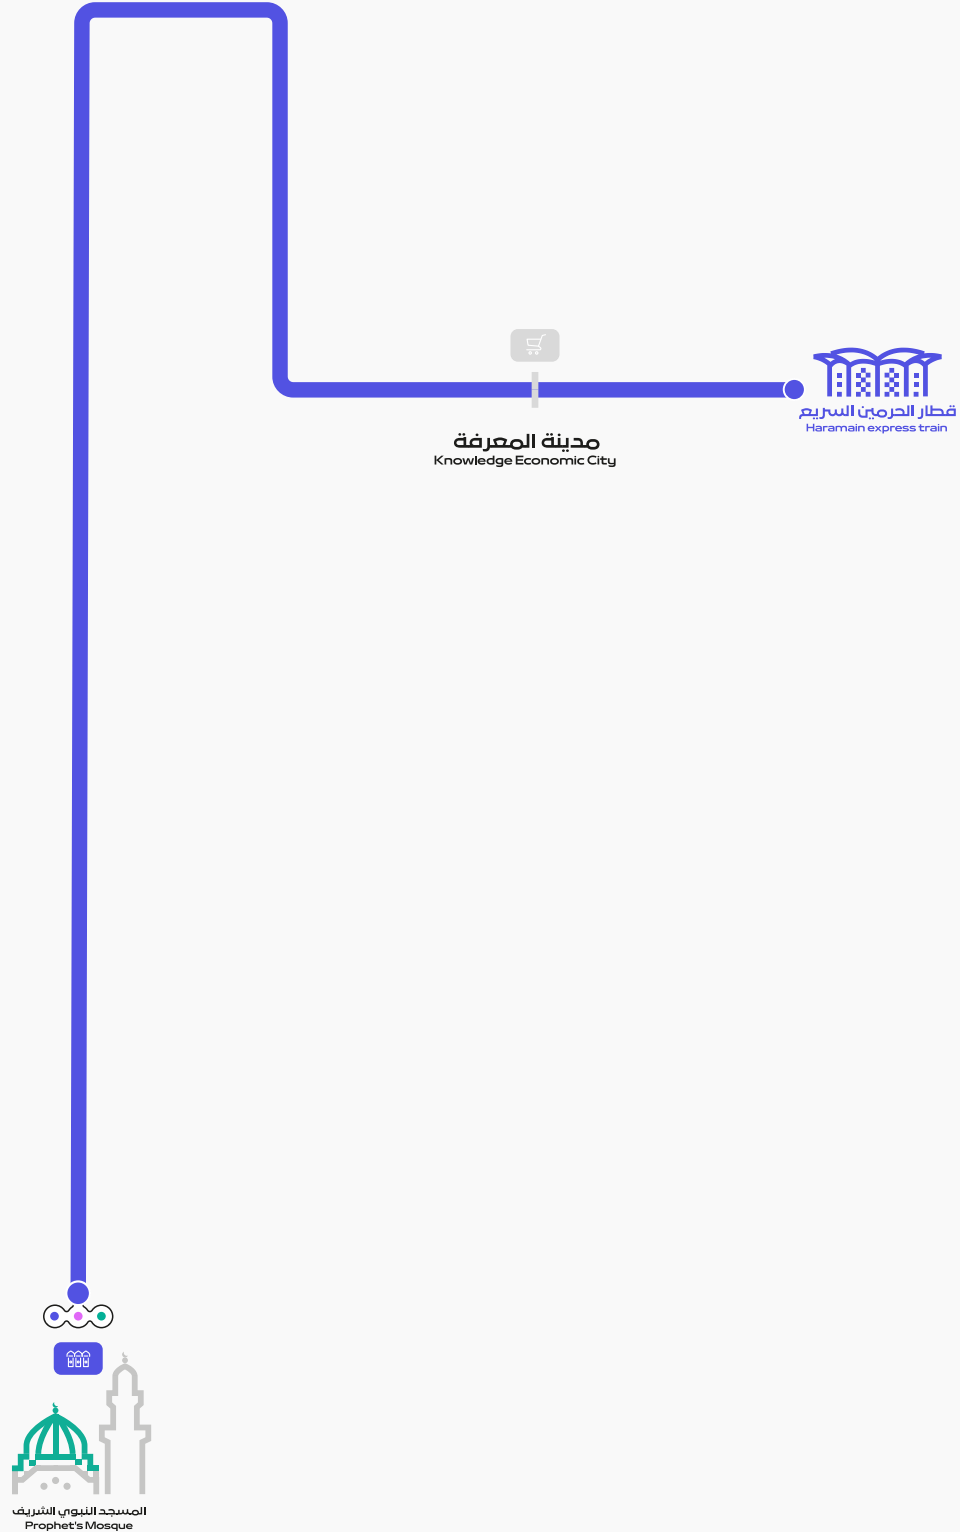 قطار الحرمين السريع
Haramain express train
مدينة المعرفة
Knowledge Economic City
المسجد النبوي الشريف
Prophet's Mosque